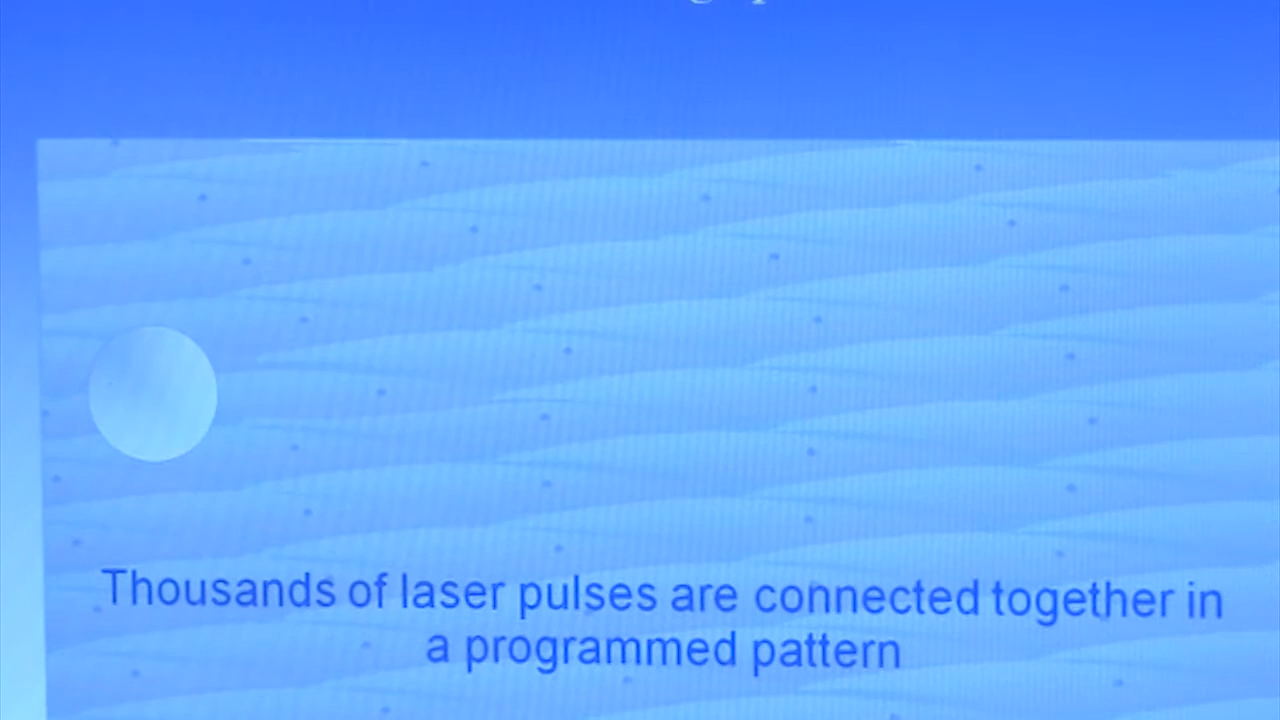 Thousands of laser pulses are connected together in
a programmed pattern